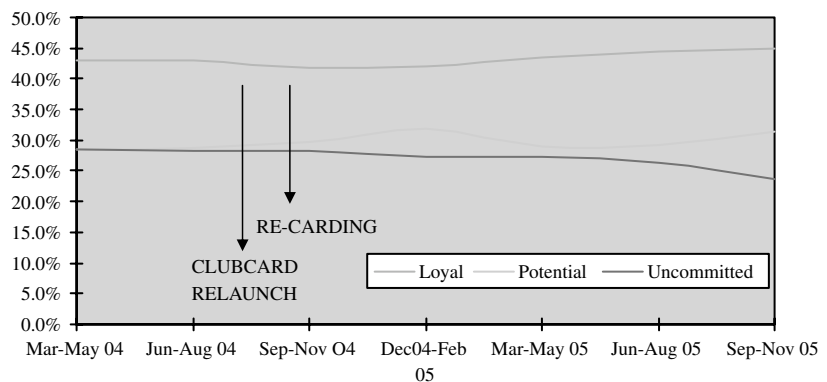 50.0%
45.0%
40.0%
35.0%
30.0%
25.0%
20.0%
15.0%
10.0%
5.0%
0.0%
RE-CARDING
CLUBCARD
RELAUNCH
Loyal Potential Uncommitted
Mar-May 04 Jun-Aug 04 Sep-Nov O4 Dec04-Feb Mar-May 05 Jun-Aug 05 Sep-Nov 05
05